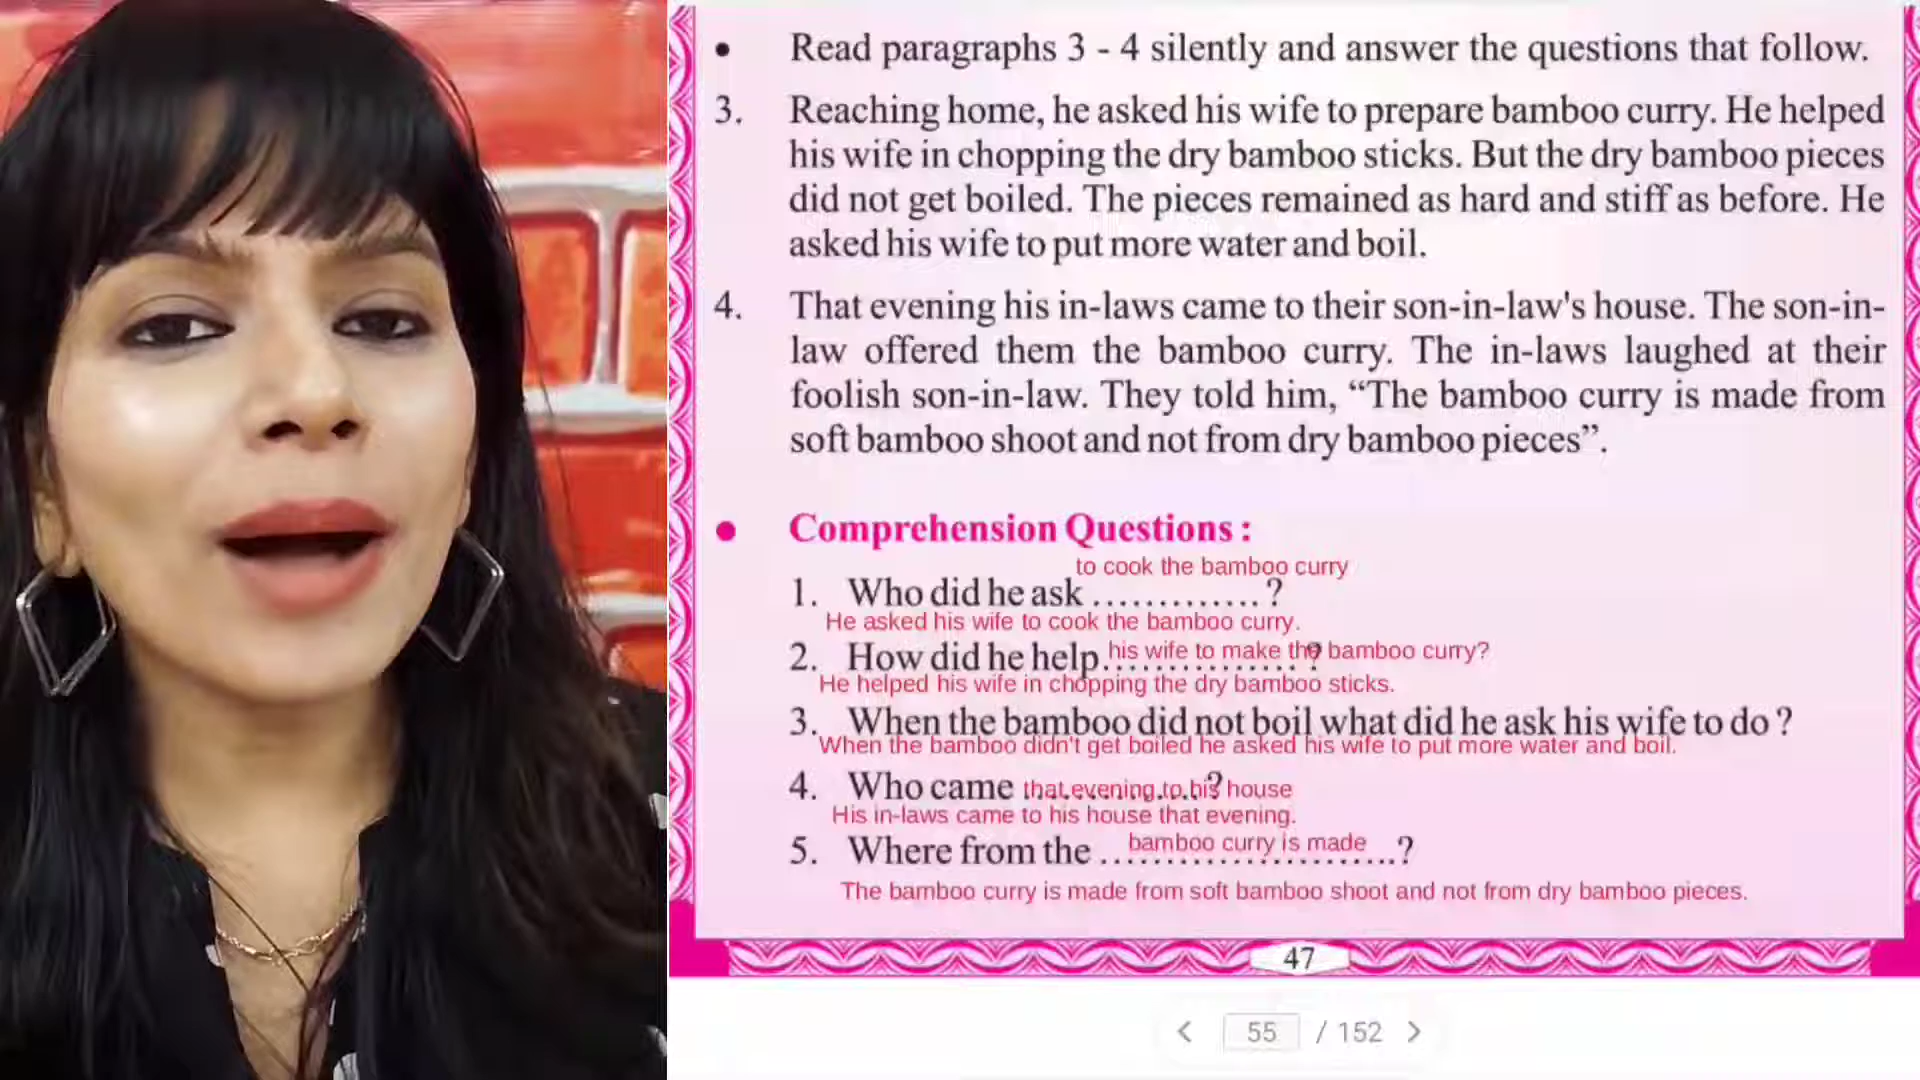 • Read paragraphs 3 - 4 silently and answer the questions that follow.
3. Reaching home, he asked his wife to prepare bamboo curry. He helped
his wife in chopping the dry bamboo sticks. But the dry bamboo pieces
did not get boiled. The pieces remained as hard and stiff as before. He
asked his wife to put more water and boil.
4. That evening his in-laws came to their son-in-law's house. The son-in-
law offered them the bamboo curry. The in-laws laughed at their
foolish son-in-law. They told him, “The bamboo curry is made from
soft bamboo shoot and not from dry bamboo pieces”.
• Comprehension Questions :
to cook the bamboo curry
1. Who did he ask .............?
He asked his wife to cook the bamboo curry.
his wife to make the bamboo curry?
2. How did he help................?
He helped his wife in chopping the dry bamboo sticks.
3. When the bamboo did not boil what did he ask his wife to do ?
When the bamboo didn't get boiled he asked his wife to put more water and boil.
4. Who came ..............?
that evening to his house
His in-laws came to his house that evening.
bamboo curry is made
5. Where from the .......................?
The bamboo curry is made from soft bamboo shoot and not from dry bamboo pieces.
47
< 55 / 152 >